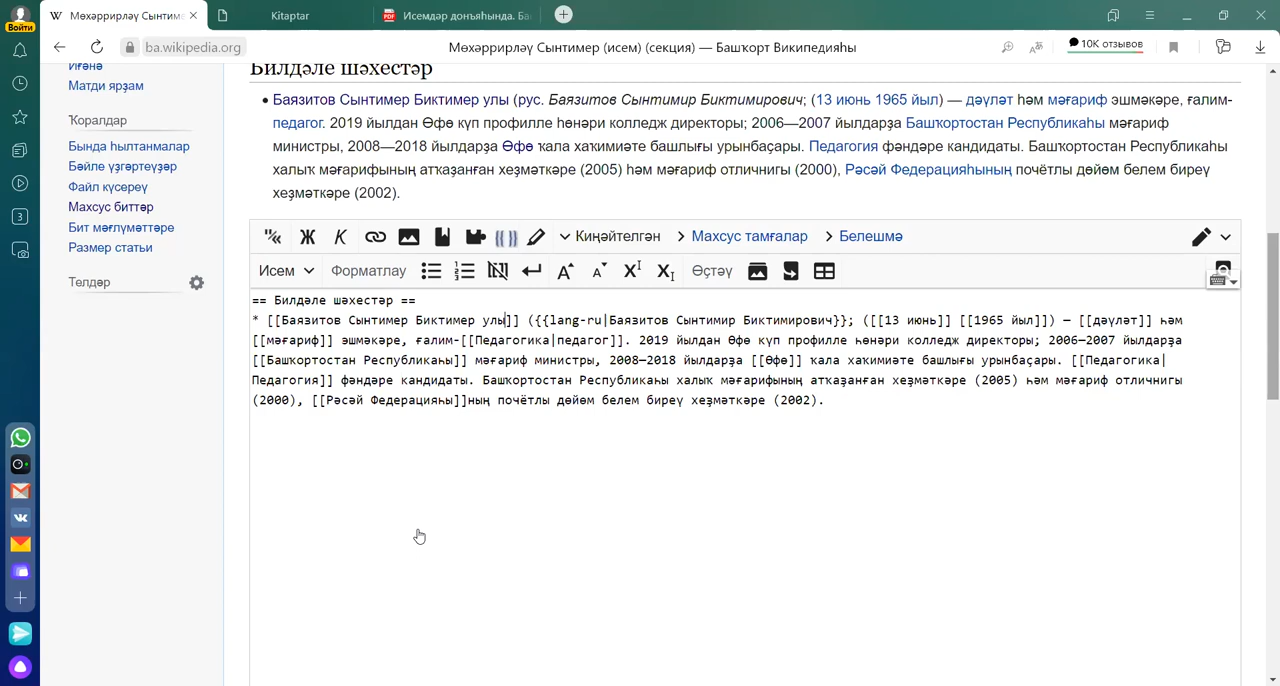 Войти
Мөхәррирләү Сынтиме
Kitaptar
Исемдәр донъяһында. Ба
ba.wikipedia.org
Мөхәррирләү Сынтимер (исем) (секция) — Башҡорт Википедияһы
10К отзывов
Иғәнә
Матди ярҙам
Ҡоралдар
Бында һылтанмалар
Бәйле үҙгәртеүҙәр
Файл күсереү
Махсус биттәр
Бит мәғлүмәттәре
Размер статьи
Телдәр
3
Билдәле шәхестәр
• Баязитов Сынтимер Биктимер улы (рус. Баязитов Сынтимир Биктимирович; (13 июнь 1965 йыл) — дәүләт һәм мәғариф эшмәкәре, ғалим-
педагог. 2019 йылдан Өфө күп профилле һөнәри колледж директоры; 2006—2007 йылдарҙа Башҡортостан Республикаһы мәғариф
министры, 2008—2018 йылдарҙа Өфө ҡала хакимиәте башлығы урынбаҫары. Педагогия фәндәре кандидаты. Башҡортостан Республикаһы
халыҡ мәғарифының атҡаҙанған хеҙмәткәре (2005) һәм мәғариф отличнигы (2000), Рәсәй Федерацияһының почётлы дөйөм белем биреү
хеҙмәткәре (2002).
Ж К Киңәйтелгән Махсус тамғалар Белешмә
Исем Форматлау Өҫтәү
== Билдәле шәхестәр ==
* [[Баязитов Сынтимер Биктимер улы]] ({{lang-ru|Баязитов Сынтимир Биктимирович}}; ([[13 июнь]] [[1965 йыл]]) — [[дәүләт]] һәм
[[мәғариф]] эшмәкәре, ғалим-[[Педагогика|педагог]]. 2019 йылдан Өфө күп профилле һөнәри колледж директоры; 2006—2007 йылдарҙа
[[Башҡортостан Республикаһы]] мәғариф министры, 2008—2018 йылдарҙа [[Өфө]] ҡала хакимиәте башлығы урынбаҫары. [[Педагогика|
Педагогия]] фәндәре кандидаты. Башҡортостан Республикаһы халыҡ мәғарифының атҡаҙанған хеҙмәткәре (2005) һәм мәғариф отличнигы
(2000), [[Рәсәй Федерацияһы]]ның почётлы дөйөм белем биреү хеҙмәткәре (2002).